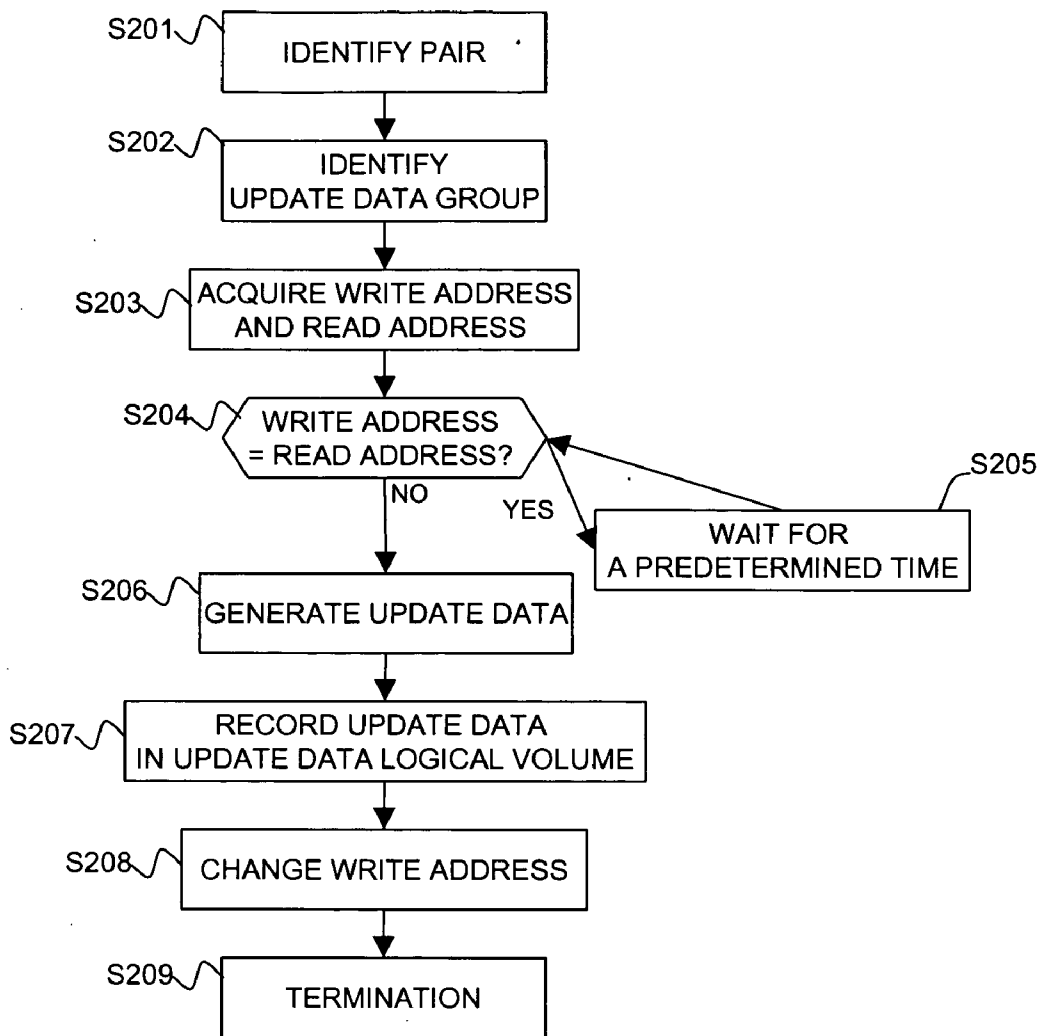 S201
IDENTIFY PAIR
S202
IDENTIFY
UPDATE DATA GROUP
S203
ACQUIRE WRITE ADDRESS
AND READ ADDRESS
S204
WRITE ADDRESS
= READ ADDRESS?
NO
YES
S205
WAIT FOR
A PREDETERMINED TIME
S206
GENERATE UPDATE DATA
S207
RECORD UPDATE DATA
IN UPDATE DATA LOGICAL VOLUME
S208
CHANGE WRITE ADDRESS
S209
TERMINATION